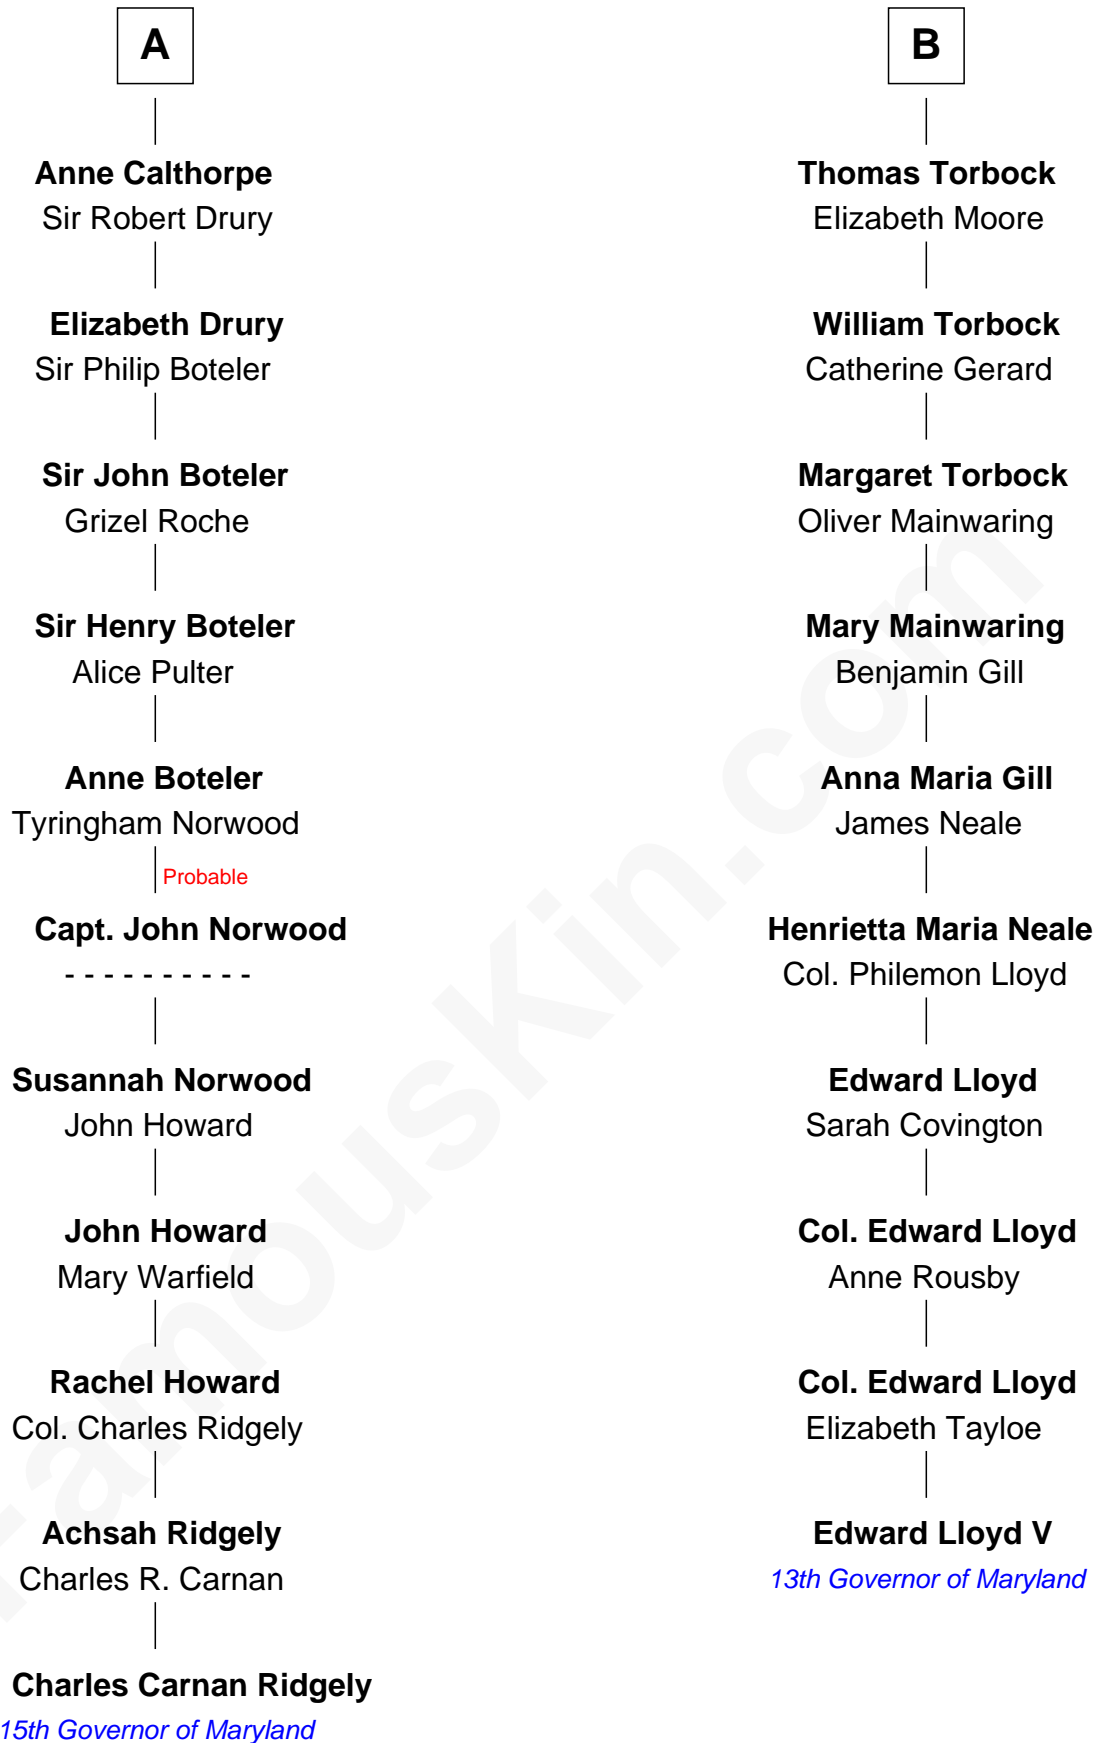 A
Anne Calthorpe
Sir Robert Drury
Elizabeth Drury
Sir Philip Boteler
Sir John Boteler
Grizel Roche
Sir Henry Boteler
Alice Pulter
Anne Boteler
Tyringham Norwood
Probable
Capt. John Norwood
- - - - - - - - - -
Susannah Norwood
John Howard
John Howard
Mary Warfield
Rachel Howard
Col. Charles Ridgely
Achsah Ridgely
Charles R. Carnan
Charles Carnan Ridgely
15th Governor of Maryland
B
Thomas Torbock
Elizabeth Moore
William Torbock
Catherine Gerard
Margaret Torbock
Oliver Mainwaring
Mary Mainwaring
Benjamin Gill
Anna Maria Gill
James Neale
Henrietta Maria Neale
Col. Philemon Lloyd
Edward Lloyd
Sarah Covington
Col. Edward Lloyd
Anne Rousby
Col. Edward Lloyd
Elizabeth Tayloe
Edward Lloyd V
13th Governor of Maryland
FamousKin.com